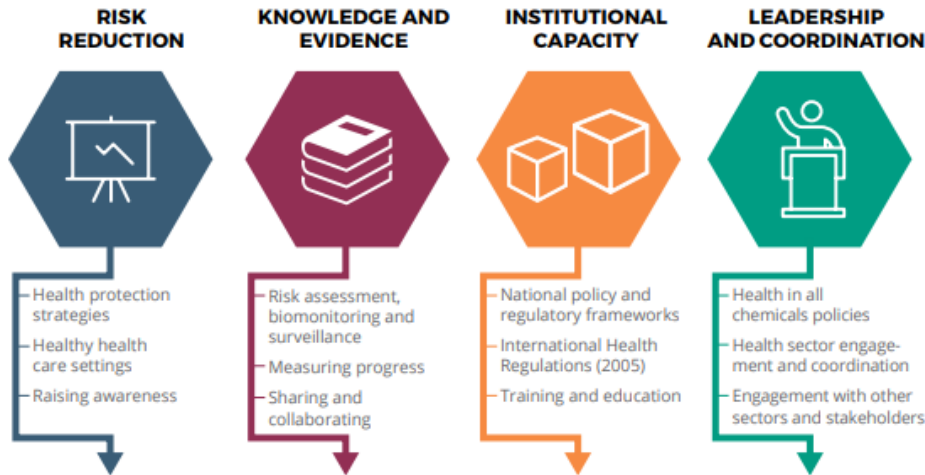 RISK
REDUCTION
Health protection
strategies
Healthy health
care settings
Raising awareness
KNOWLEDGE AND
EVIDENCE
Risk assessment,
biomonitoring and
surveillance
Measuring progress
Sharing and
collaborating
INSTITUTIONAL
CAPACITY
National policy and
regulatory frameworks
International Health
Regulations (2005)
Training and education
LEADERSHIP
AND COORDINATION
Health in all
chemicals policies
Health sector engage-
ment and coordination
Engagement with other
sectors and stakeholders